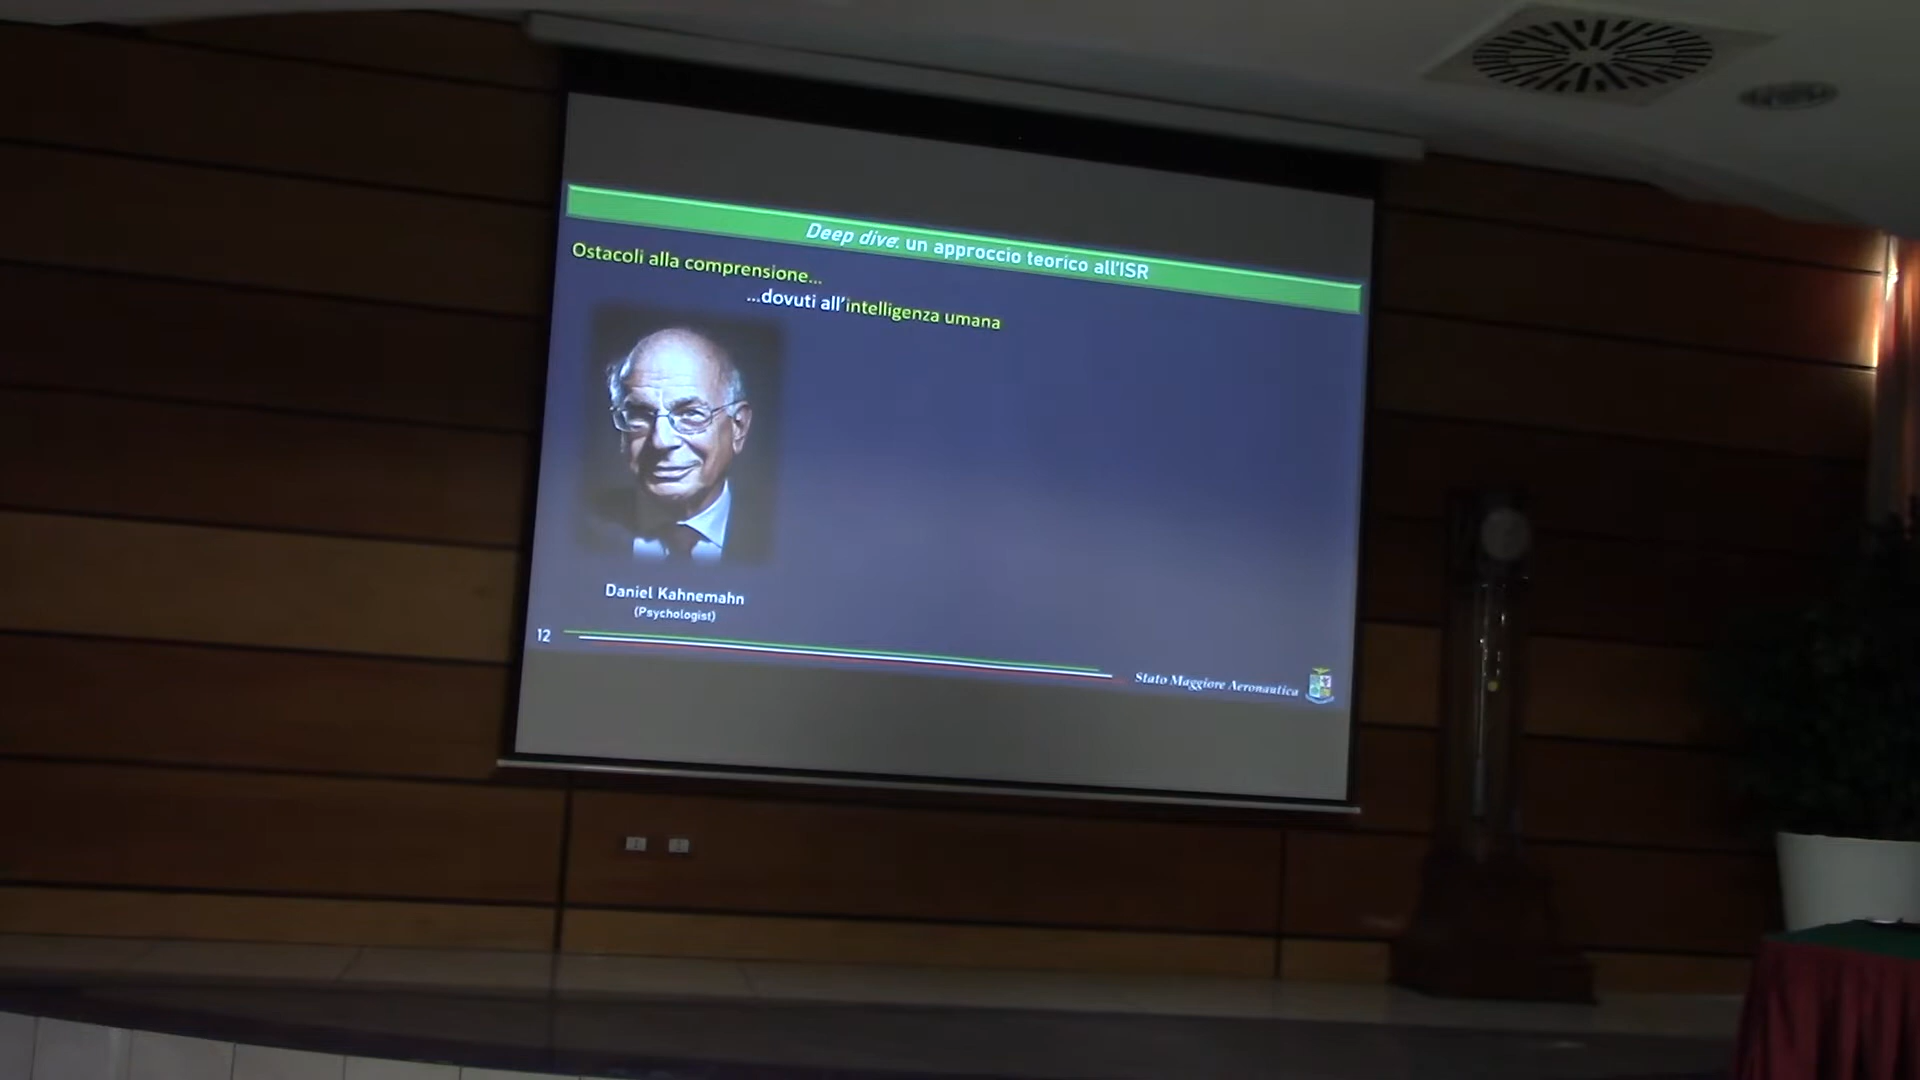 Deep dive: un approccio teorico all'ISR
Ostacoli alla comprensione...
...dovuti all'intelligenza umana
Daniel Kahnemahn
(Psychologist)
12
Stato Maggiore Aeronautica